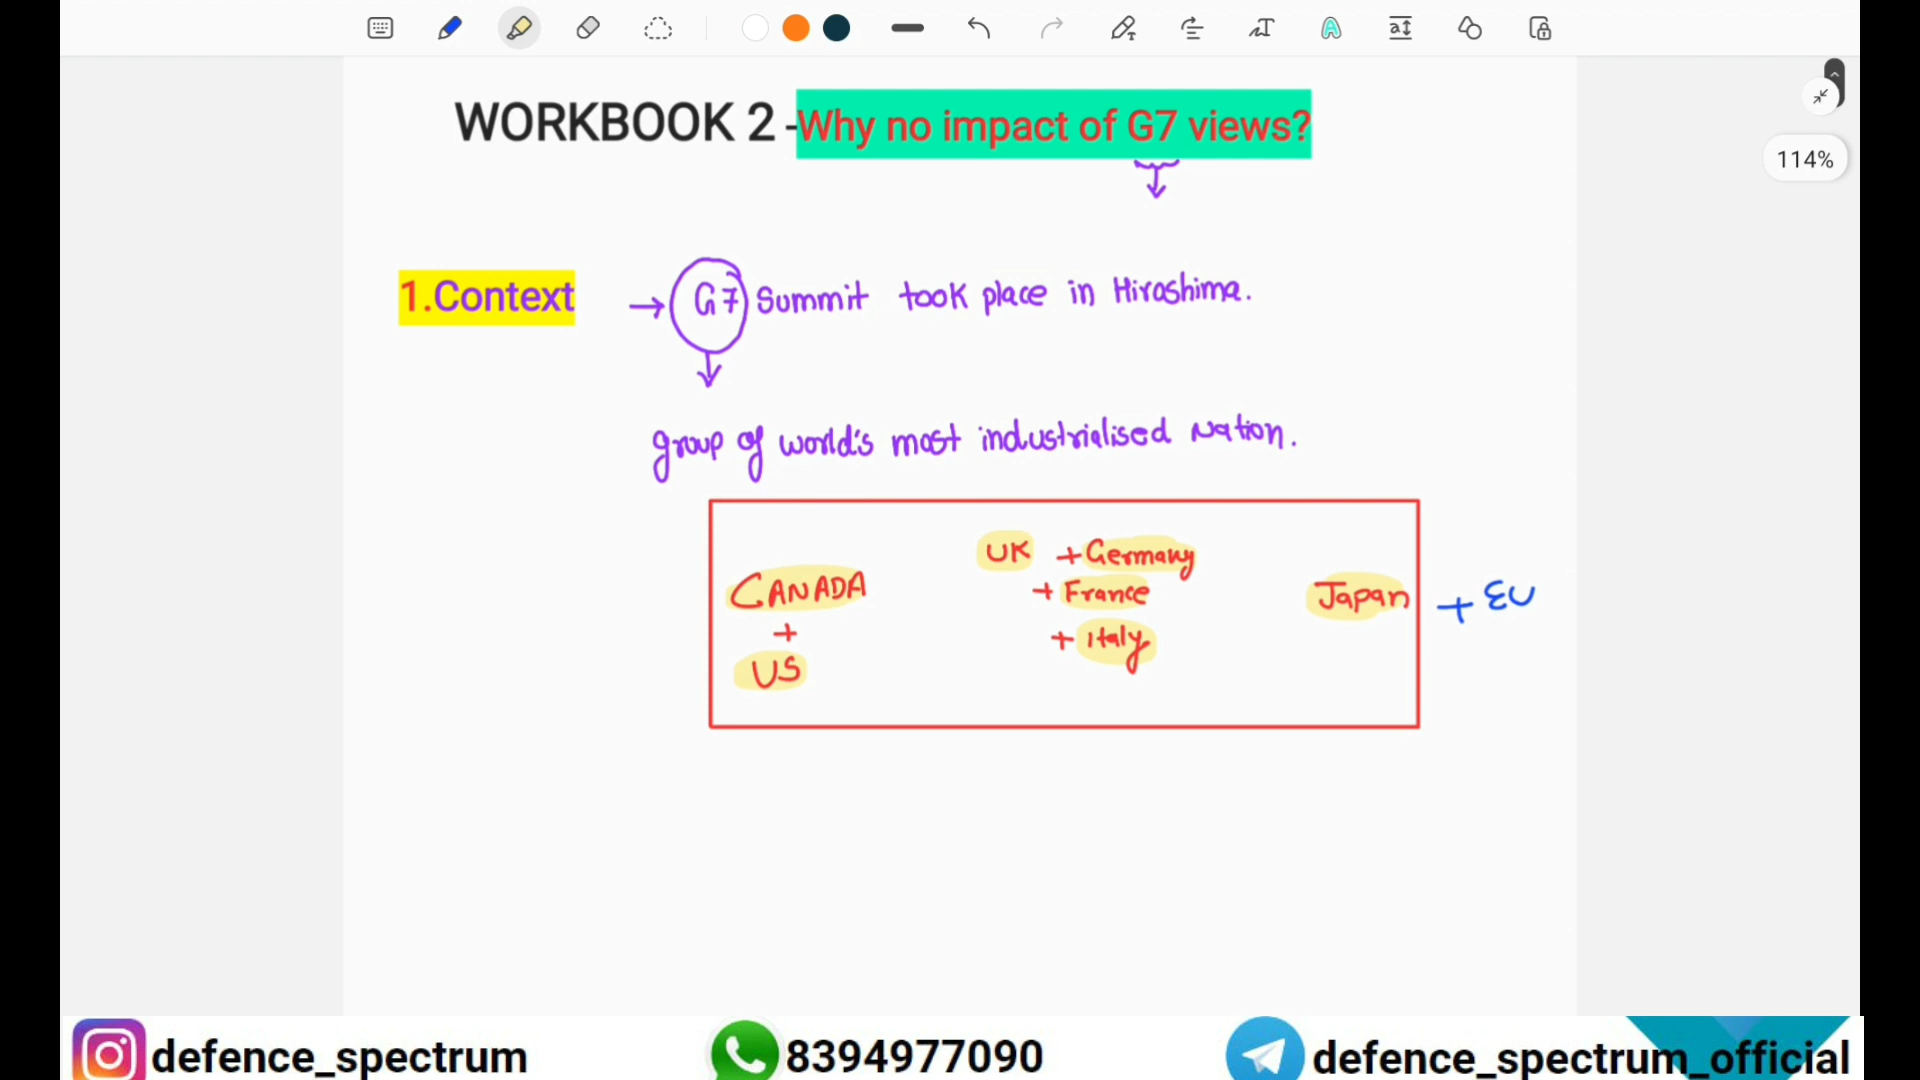 WORKBOOK 2 -Why no impact of G7 views?
114%
1.Context → G7 Summit took place in Hiroshima.
group of world's most industrialised Nation.
UK + Germany
CANADA + France Japan + EU
+ + Italy
US
defence_spectrum 8394977090 defence_spectrum_official